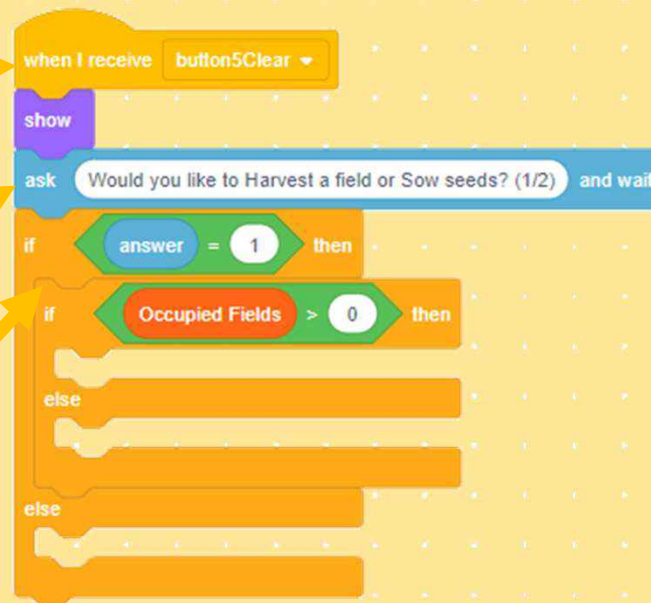 when I receive button5Clear
show
ask Would you like to Harvest a field or Sow seeds? (1/2) and wait
if answer = 1 then
if Occupied Fields > 0 then
else
else